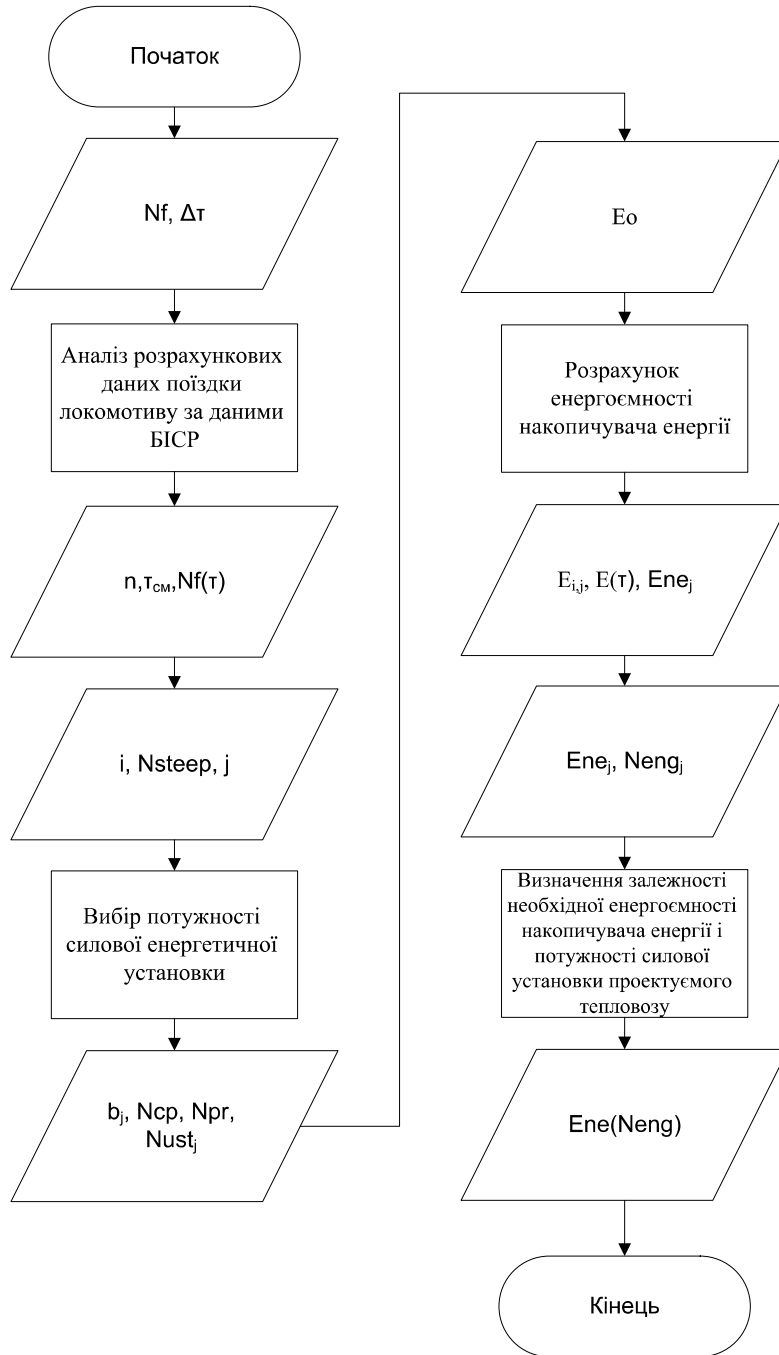 Початок
Nf, Δτ
Аналіз розрахункових
даних поїздки
локомотиву за даними
БІСР
n,τсм,Nf(τ)
i, Nsteep, j
Вибір потужності
силової енергетичної
установки
bj, Ncp, Npr,
Nustj
Eo
Розрахунок
енергоємності
накопичувача енергії
Ei,j, E(τ), Enej
Enej, Nengj
Визначення залежності
необхідної енергоємності
накопичувача енергії і
потужності силової
установки проектуємого
тепловозу
Ene(Neng)
Кінець